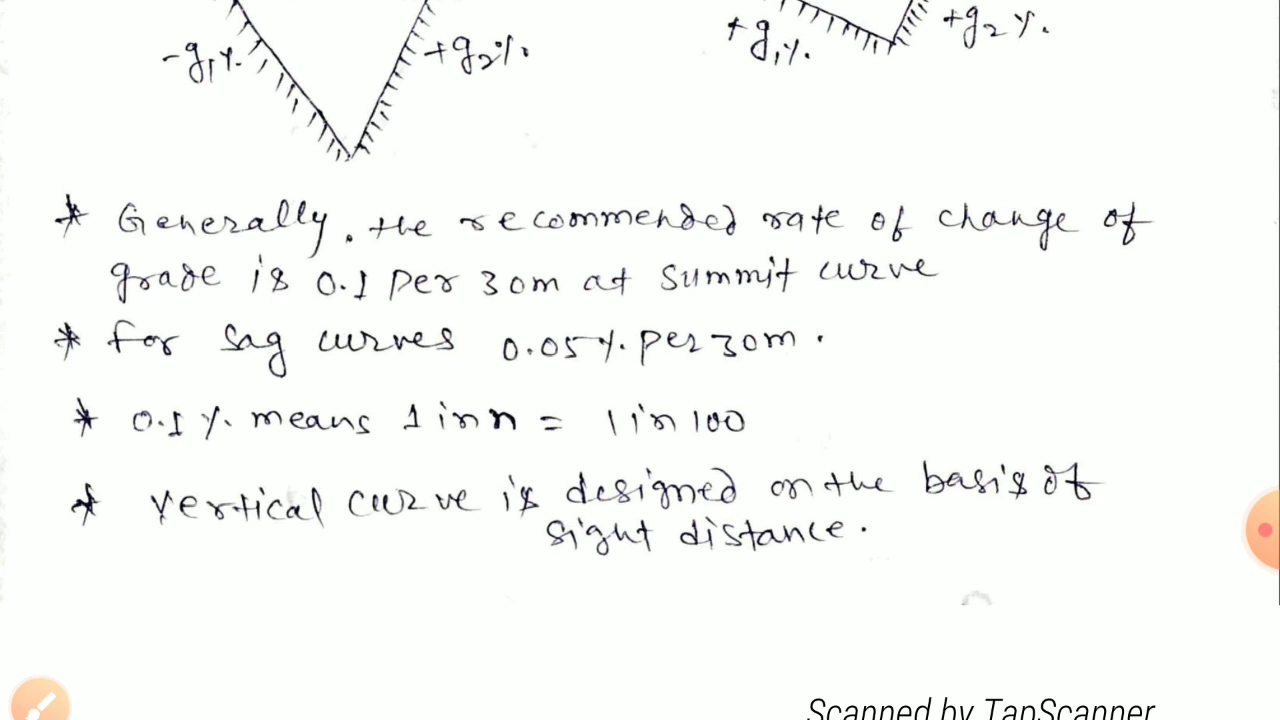 -g1%. +g2%. +g1%. +g2%.
* Generally, the recommended rate of change of
grade is 0.1 per 30m at summit curve
* for sag curves 0.05% per 30m.
* 0.1% means 1 in n = 1 in 100
* vertical curve is designed on the basis of
sight distance.
Scanned by TapScanner